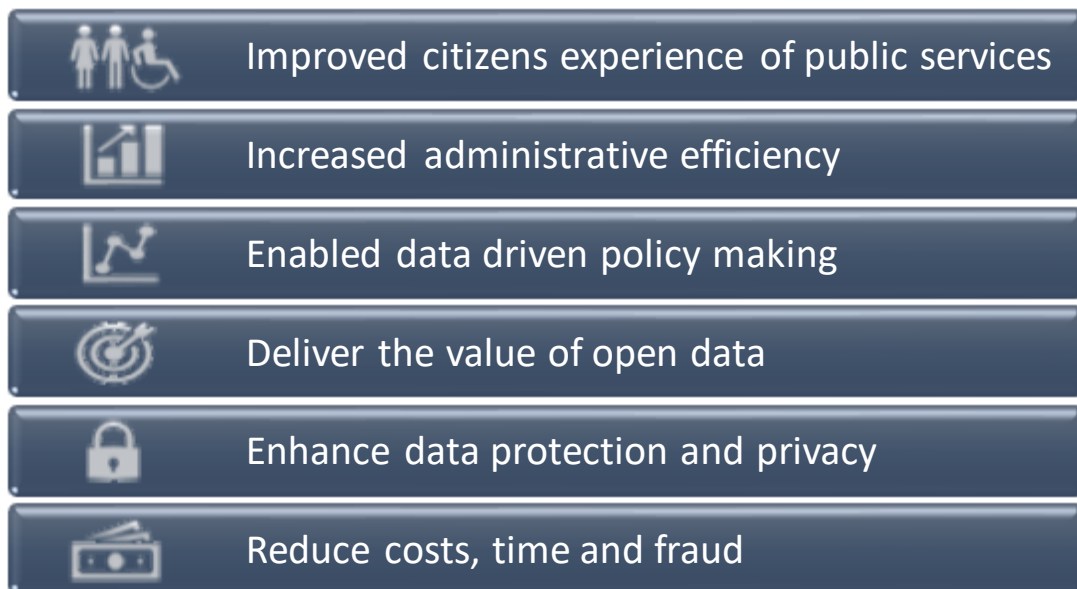 Improved citizens experience of public services
Increased administrative efficiency
Enabled data driven policy making
Deliver the value of open data
Enhance data protection and privacy
Reduce costs, time and fraud